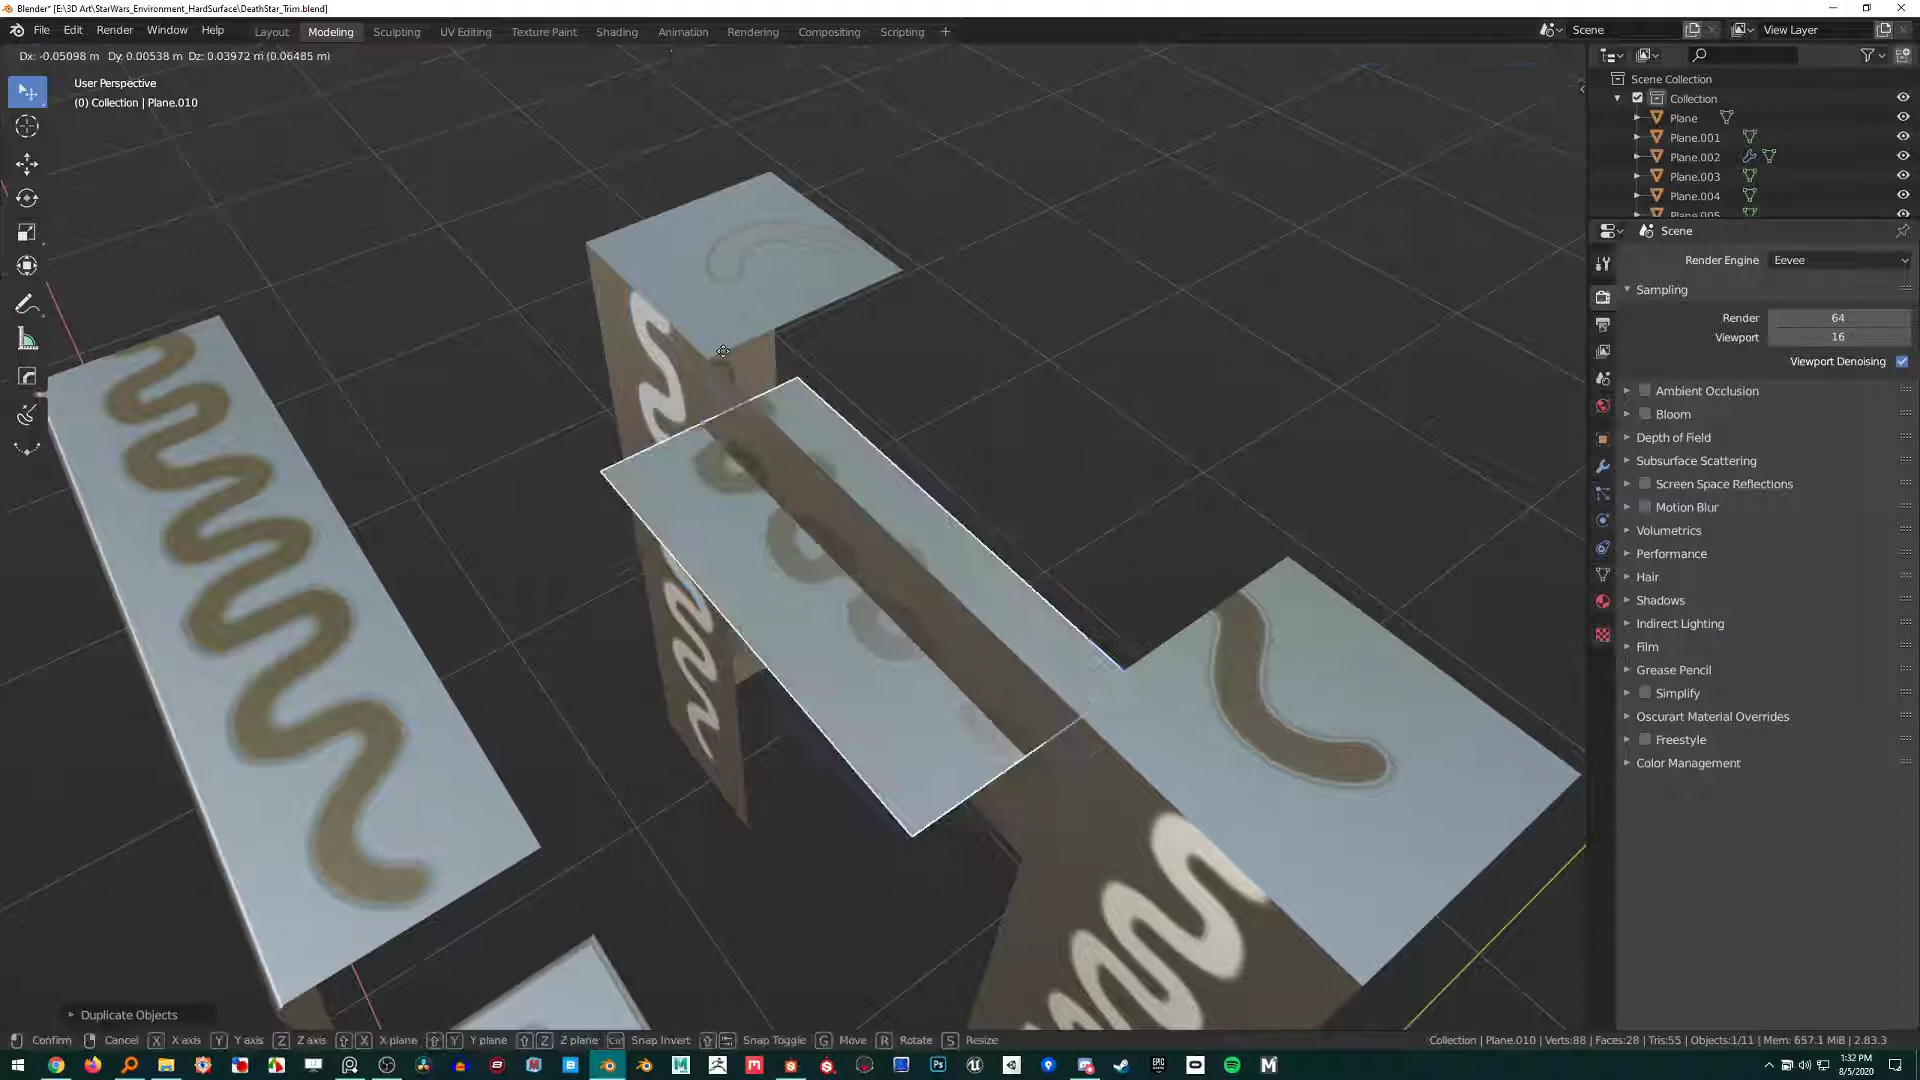 Blender* [E:\3D Art\StarWars_Environment_HardSurface\DeathStar_Trim.blend]
File Edit Render Window Help
Layout Modeling Sculpting UV Editing Texture Paint Shading Animation Rendering Compositing Scripting +
Scene
View Layer
Dx: -0.05098 m Dy: 0.00538 m Dz: 0.03972 m (0.06485 m)
User Perspective
(0) Collection | Plane.010
Scene Collection
Collection
Plane
Plane.001
Plane.002
Plane.003
Plane.004
Plane.005
Scene
Render Engine Eevee
Sampling
Render 64
Viewport 16
Viewport Denoising
Ambient Occlusion
Bloom
Depth of Field
Subsurface Scattering
Screen Space Reflections
Motion Blur
Volumetrics
Performance
Hair
Shadows
Indirect Lighting
Film
Grease Pencil
Simplify
Oscurart Material Overrides
Freestyle
Color Management
Duplicate Objects
Confirm Cancel X X axis Y Y axis Z Z axis X X plane Y Y plane Z Z plane Ctrl Snap Invert Snap Toggle G Move R Rotate S Resize
Collection | Plane.010 | Verts:88 | Faces:28 | Tris:55 | Objects:1/11 | Mem: 657.1 MiB | 2.83.3
1:32 PM
8/5/2020